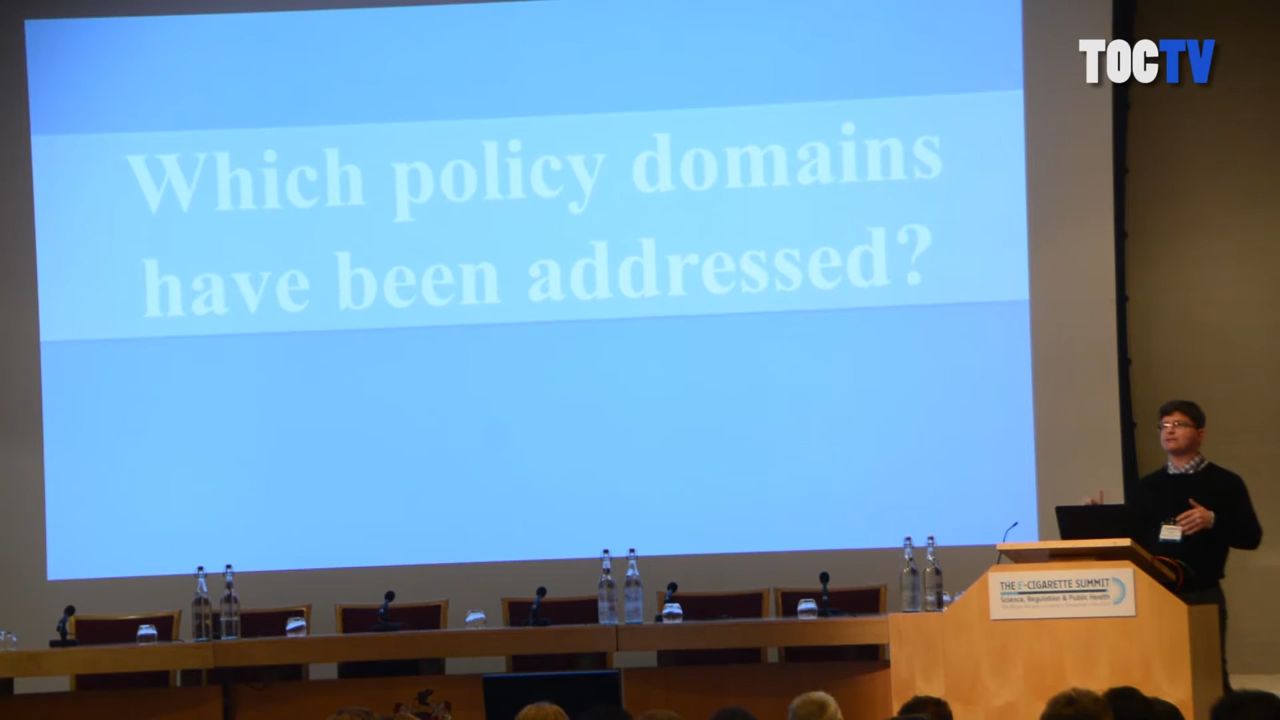 TOCTV
Which policy domains
have been addressed?
THE E-CIGARETTE SUMMIT
Science, Regulation & Public Health